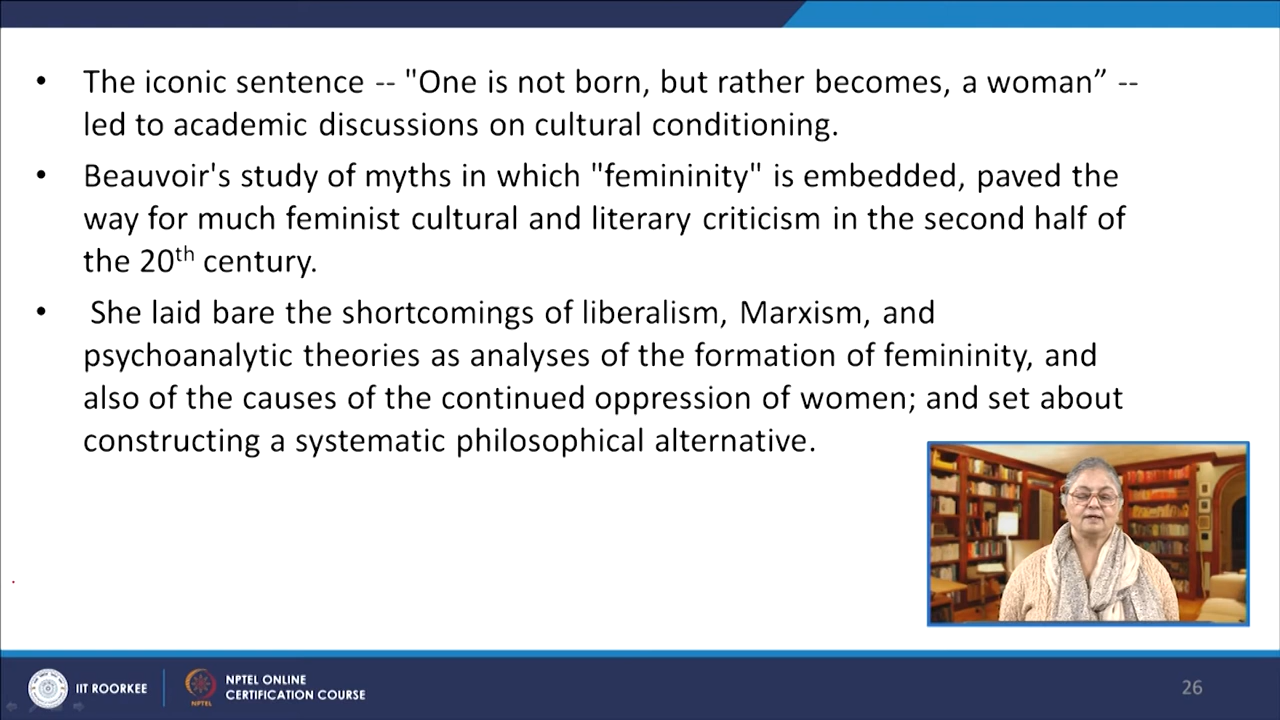 • The iconic sentence -- "One is not born, but rather becomes, a woman” --
led to academic discussions on cultural conditioning.
• Beauvoir's study of myths in which "femininity" is embedded, paved the
way for much feminist cultural and literary criticism in the second half of
the 20th century.
• She laid bare the shortcomings of liberalism, Marxism, and
psychoanalytic theories as analyses of the formation of femininity, and
also of the causes of the continued oppression of women; and set about
constructing a systematic philosophical alternative.
IIT ROORKEE
NPTEL
NPTEL ONLINE
CERTIFICATION COURSE
26